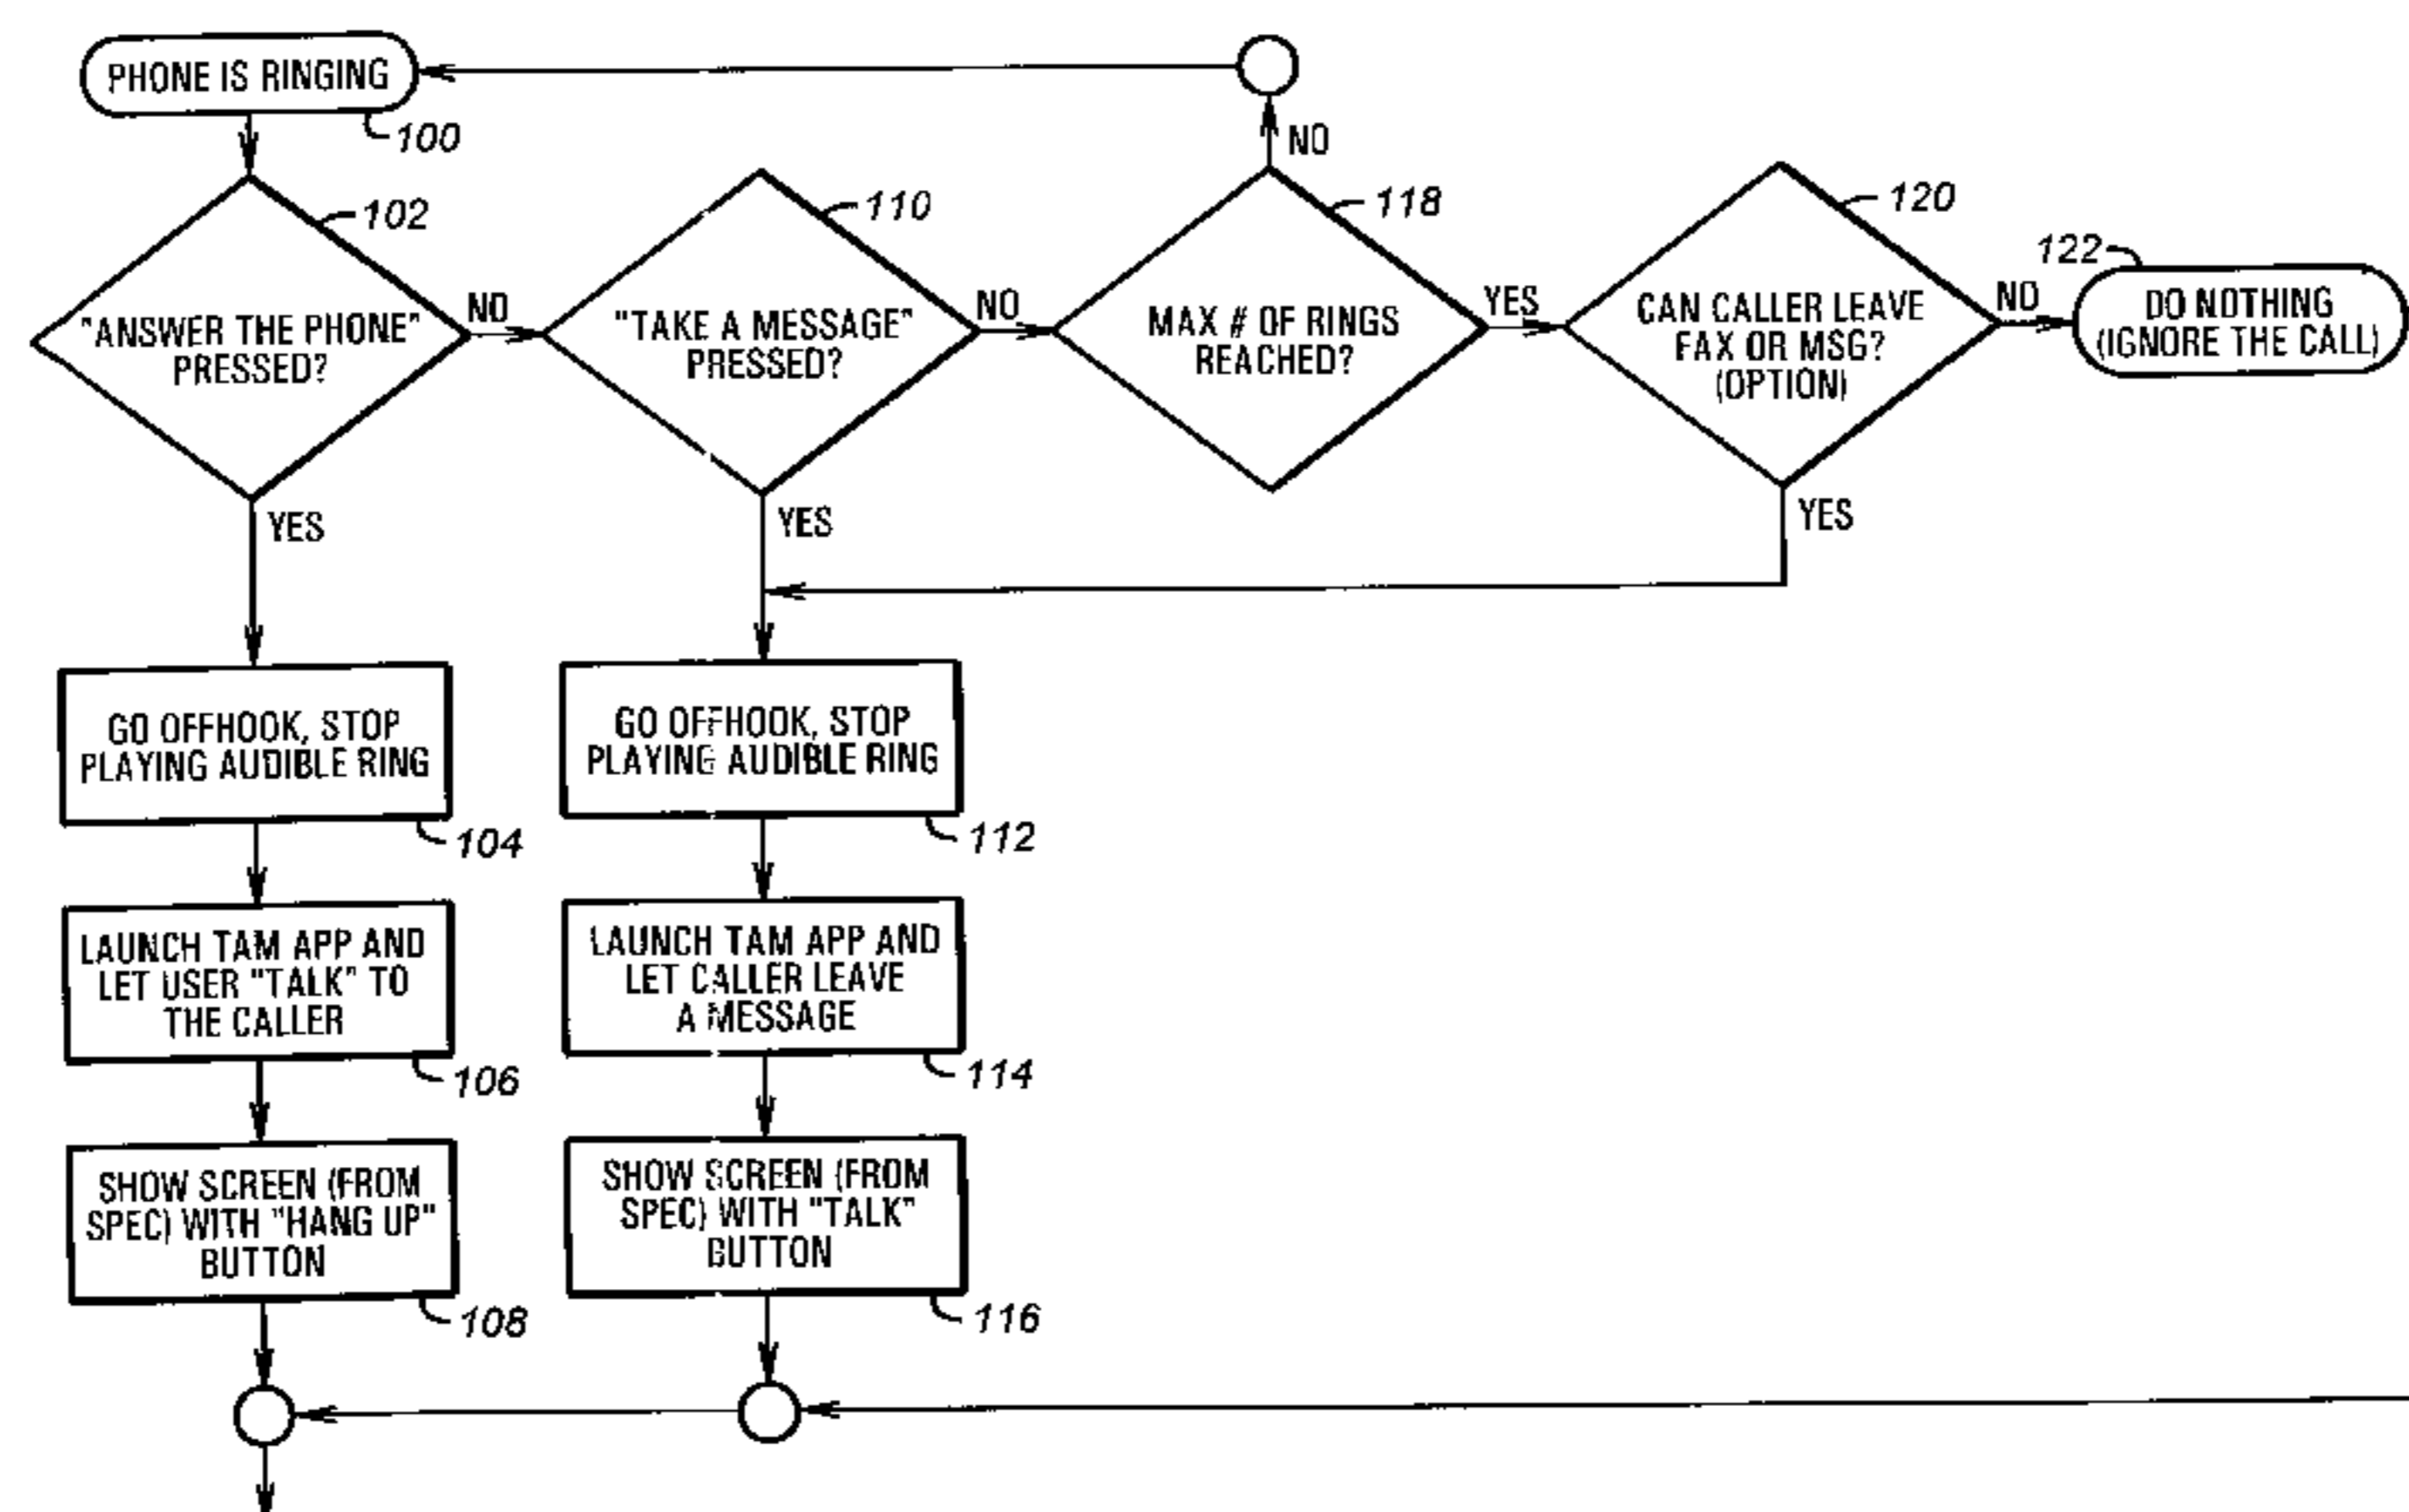 PHONE IS RINGING
100
NO
102
110
118
120
122
"ANSWER THE PHONE"
PRESSED?
NO
"TAKE A MESSAGE"
PRESSED?
NO
MAX # OF RINGS
REACHED?
YES
CAN CALLER LEAVE
FAX OR MSG?
(OPTION)
NO
DO NOTHING
(IGNORE THE CALL)
YES
YES
YES
GO OFFHOOK, STOP
PLAYING AUDIBLE RING
104
GO OFFHOOK, STOP
PLAYING AUDIBLE RING
112
LAUNCH TAM APP AND
LET USER "TALK" TO
THE CALLER
106
LAUNCH TAM APP AND
LET CALLER LEAVE
A MESSAGE
114
SHOW SCREEN (FROM
SPEC) WITH "HANG UP"
BUTTON
108
SHOW SCREEN (FROM
SPEC) WITH "TALK"
BUTTON
116